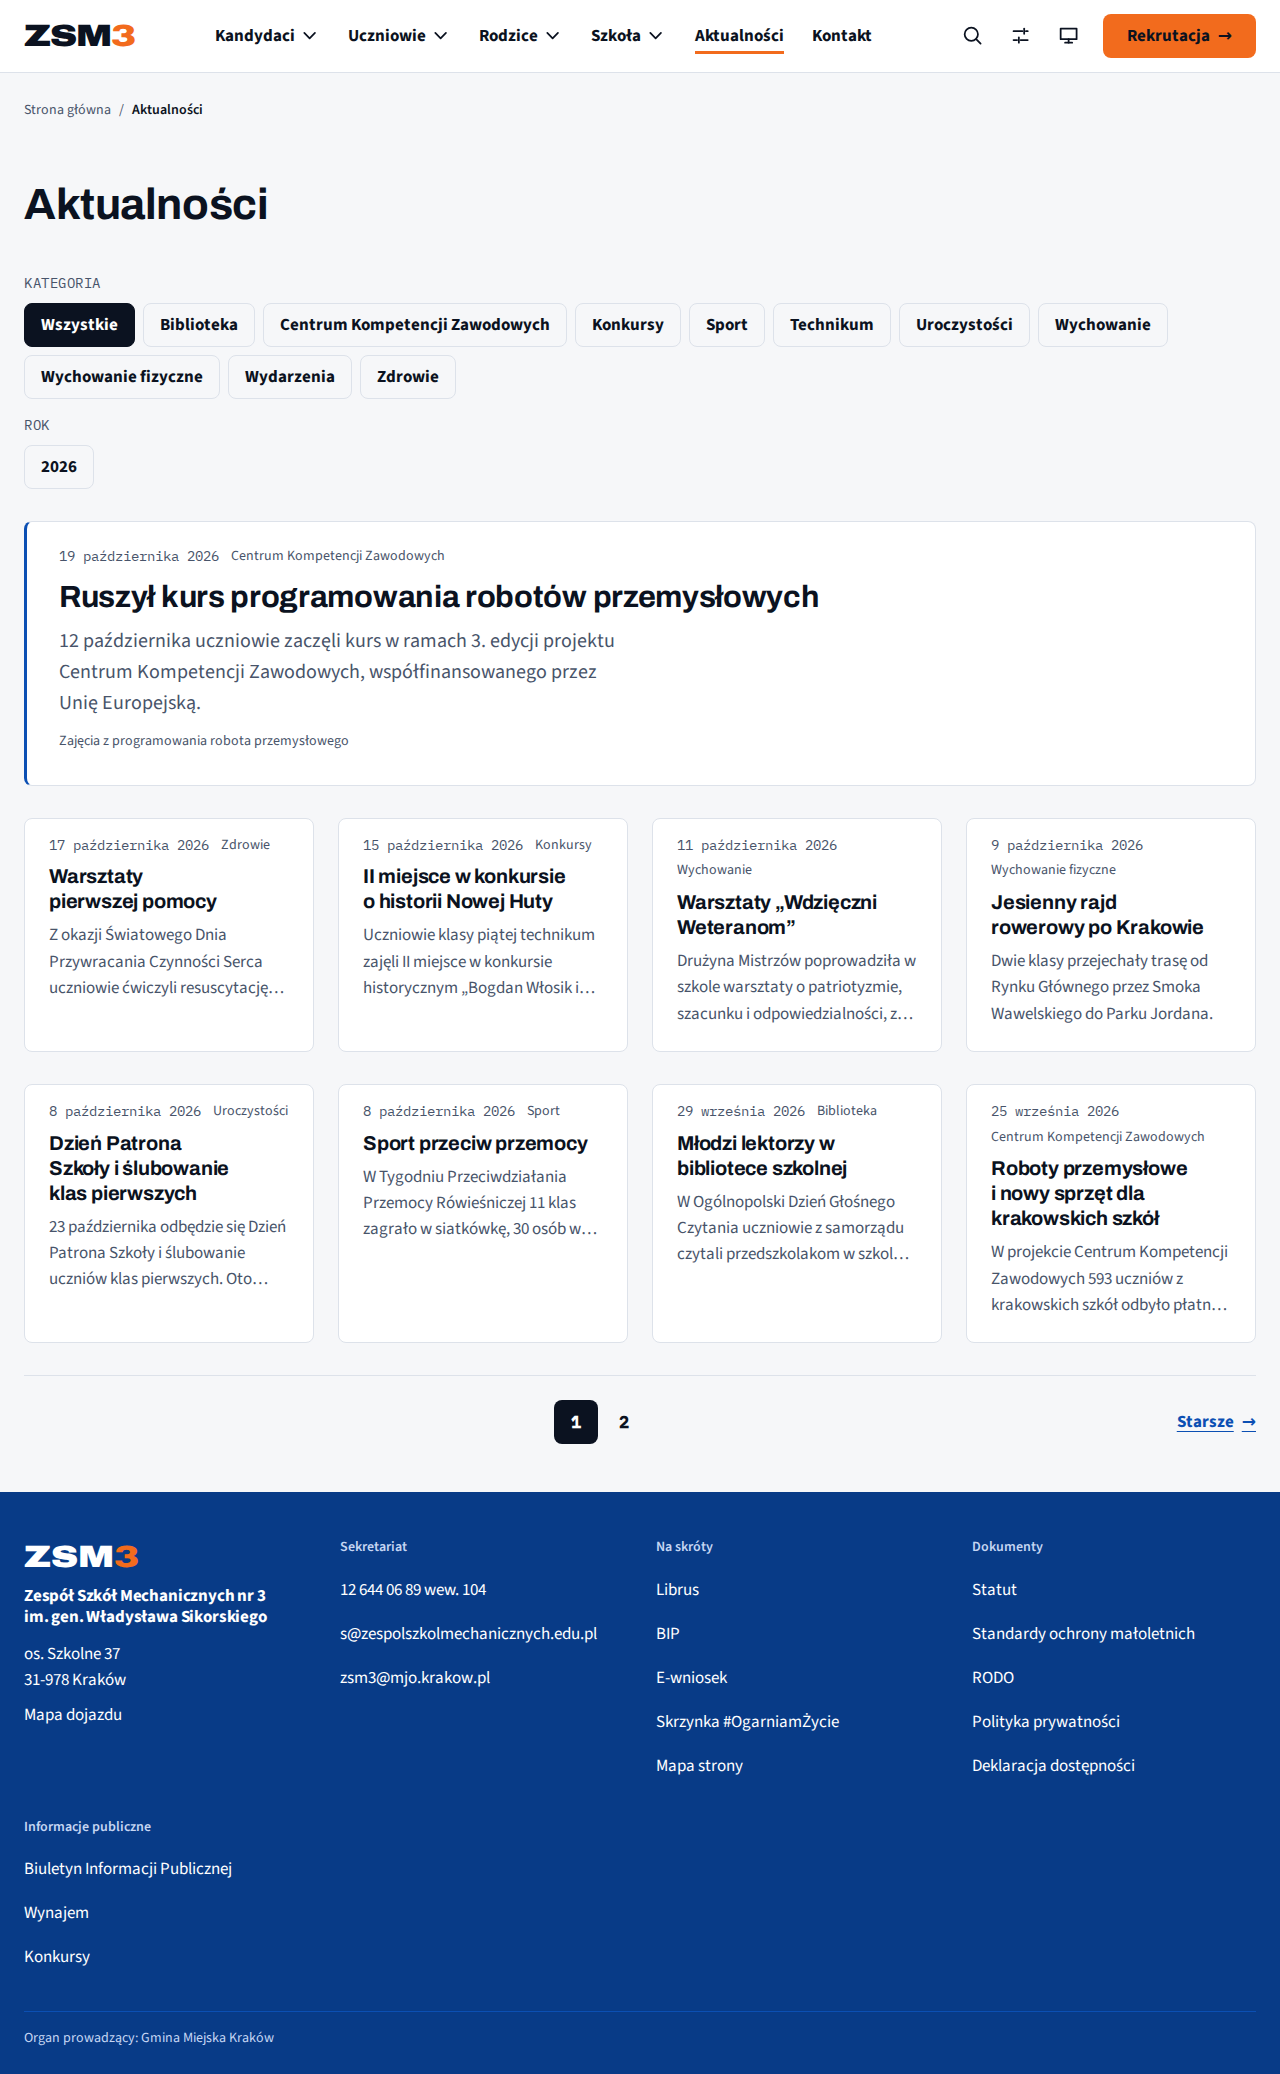 ZSM3
Kandydaci
Uczniowie
Rodzice
Szkoła
Aktualności
Kontakt
Rekrutacja →
Strona główna / Aktualności
Aktualności
KATEGORIA
Wszystkie
Biblioteka
Centrum Kompetencji Zawodowych
Konkursy
Sport
Technikum
Uroczystości
Wychowanie
Wychowanie fizyczne
Wydarzenia
Zdrowie
ROK
2026
19 października 2026 Centrum Kompetencji Zawodowych
Ruszył kurs programowania robotów przemysłowych
12 października uczniowie zaczęli kurs w ramach 3. edycji projektu
Centrum Kompetencji Zawodowych, współfinansowanego przez
Unię Europejską.
Zajęcia z programowania robota przemysłowego
17 października 2026 Zdrowie
Warsztaty
pierwszej pomocy
Z okazji Światowego Dnia
Przywracania Czynności Serca
uczniowie ćwiczyli resuscytację…
15 października 2026 Konkursy
II miejsce w konkursie
o historii Nowej Huty
Uczniowie klasy piątej technikum
zajęli II miejsce w konkursie
historycznym „Bogdan Włosik i…
11 października 2026
Wychowanie
Warsztaty „Wdzięczni
Weteranom”
Drużyna Mistrzów poprowadziła w
szkole warsztaty o patriotyzmie,
szacunku i odpowiedzialności, z…
9 października 2026
Wychowanie fizyczne
Jesienny rajd
rowerowy po Krakowie
Dwie klasy przejechały trasę od
Rynku Głównego przez Smoka
Wawelskiego do Parku Jordana.
8 października 2026 Uroczystości
Dzień Patrona
Szkoły i ślubowanie
klas pierwszych
23 października odbędzie się Dzień
Patrona Szkoły i ślubowanie
uczniów klas pierwszych. Oto…
8 października 2026 Sport
Sport przeciw przemocy
W Tygodniu Przeciwdziałania
Przemocy Rówieśniczej 11 klas
zagrało w siatkówkę, 30 osób w…
29 września 2026 Biblioteka
Młodzi lektorzy w
bibliotece szkolnej
W Ogólnopolski Dzień Głośnego
Czytania uczniowie z samorządu
czytali przedszkolakom w szkol…
25 września 2026
Centrum Kompetencji Zawodowych
Roboty przemysłowe
i nowy sprzęt dla
krakowskich szkół
W projekcie Centrum Kompetencji
Zawodowych 593 uczniów z
krakowskich szkół odbyło płatn…
1
2
Starsze →
ZSM3
Zespół Szkół Mechanicznych nr 3
im. gen. Władysława Sikorskiego
os. Szkolne 37
31-978 Kraków
Mapa dojazdu
Sekretariat
12 644 06 89 wew. 104
s@zespolszkolmechanicznych.edu.pl
zsm3@mjo.krakow.pl
Na skróty
Librus
BIP
E-wniosek
Skrzynka #OgarniamŻycie
Mapa strony
Dokumenty
Statut
Standardy ochrony małoletnich
RODO
Polityka prywatności
Deklaracja dostępności
Informacje publiczne
Biuletyn Informacji Publicznej
Wynajem
Konkursy
Organ prowadzący: Gmina Miejska Kraków